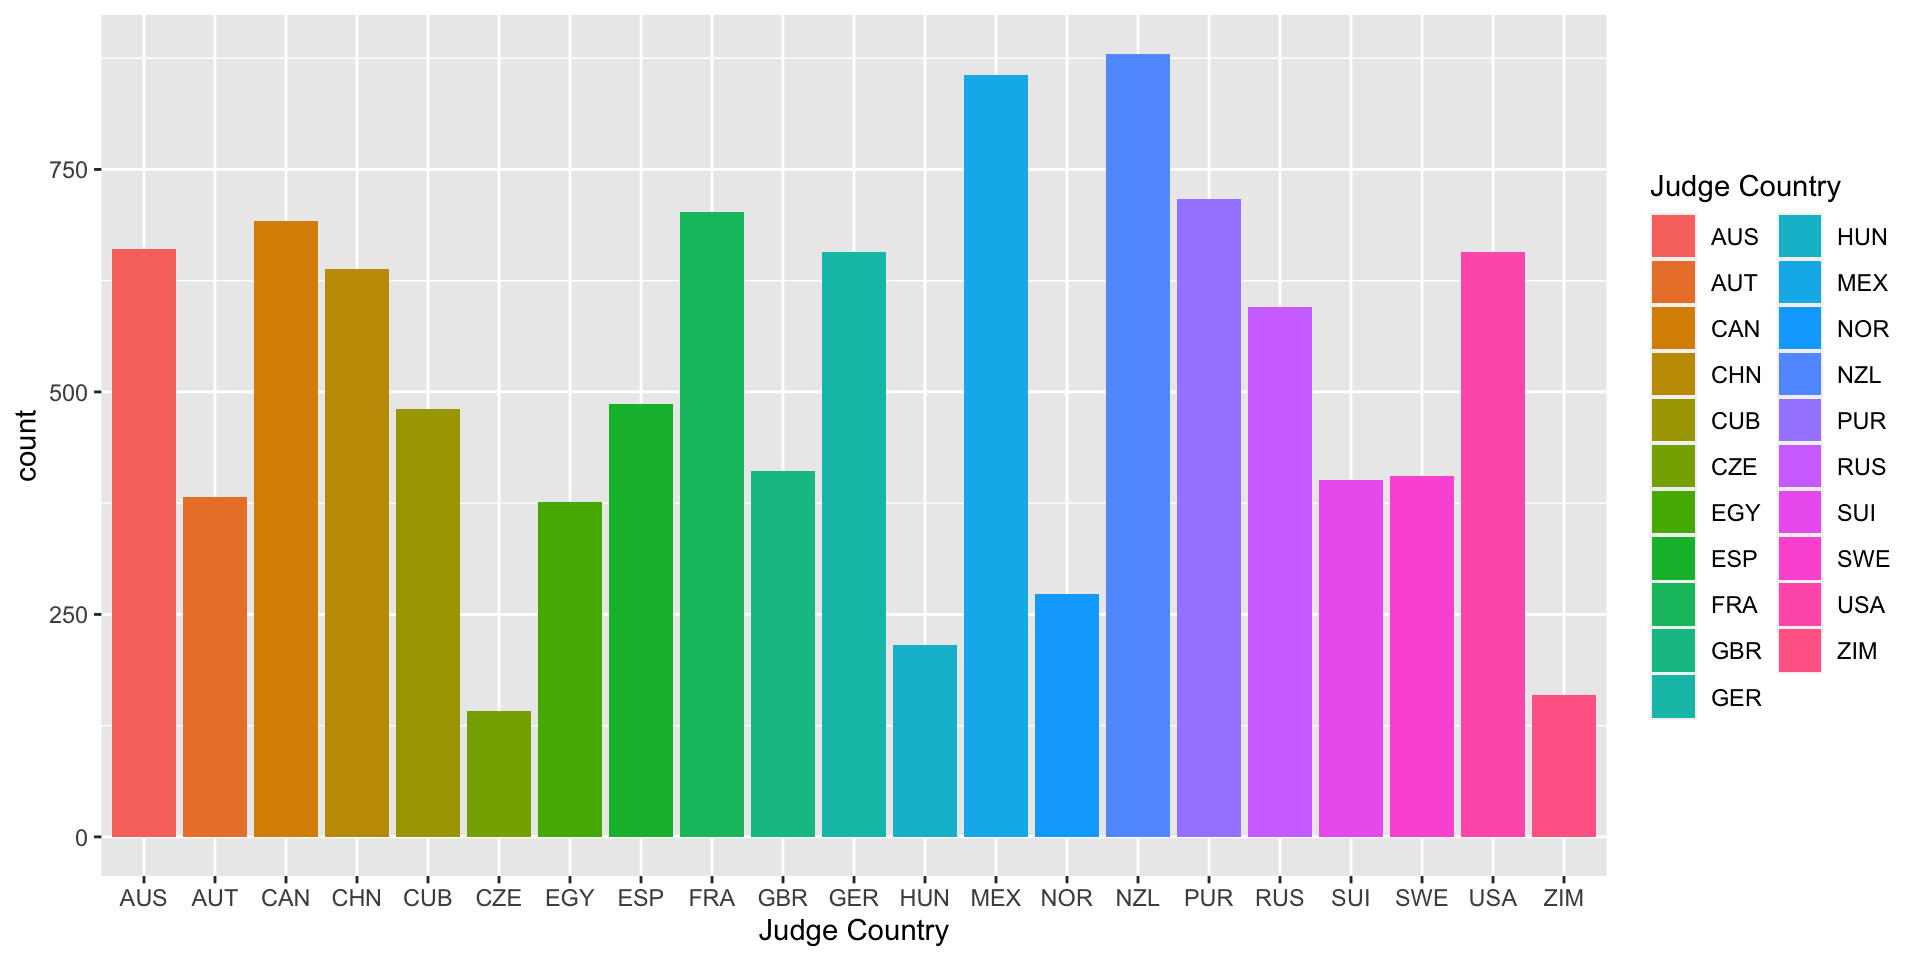 count
750
500
250
0
AUS AUT CAN CHN CUB CZE EGY ESP FRA GBR GER HUN MEX NOR NZL PUR RUS SUI SWE USA ZIM
Judge Country
Judge Country
AUS HUN
AUT MEX
CAN NOR
CHN NZL
CUB PUR
CZE RUS
EGY SUI
ESP SWE
FRA USA
GBR ZIM
GER